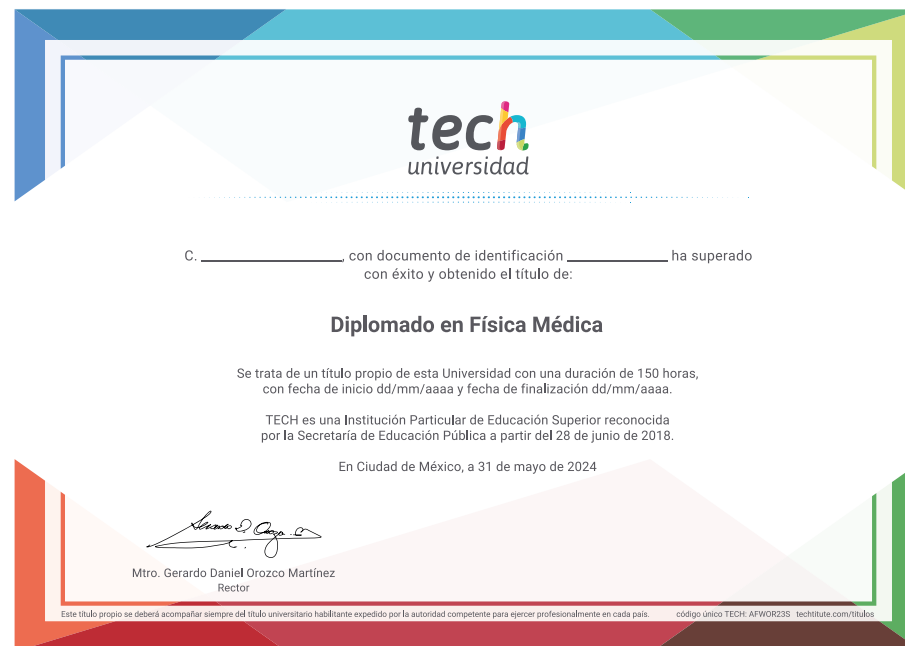 tech
universidad
C. ____________________, con documento de identificación ______________ ha superado
con éxito y obtenido el título de:
Diplomado en Física Médica
Se trata de un título propio de esta Universidad con una duración de 150 horas,
con fecha de inicio dd/mm/aaaa y fecha de finalización dd/mm/aaaa.
TECH es una Institución Particular de Educación Superior reconocida
por la Secretaría de Educación Pública a partir del 28 de junio de 2018.
En Ciudad de México, a 31 de mayo de 2024
Mtro. Gerardo Daniel Orozco Martínez
Rector
Este título propio se deberá acompañar siempre del título universitario habilitante expedido por la autoridad competente para ejercer profesionalmente en cada país. código único TECH: AFWOR23S techtitute.com/títulos